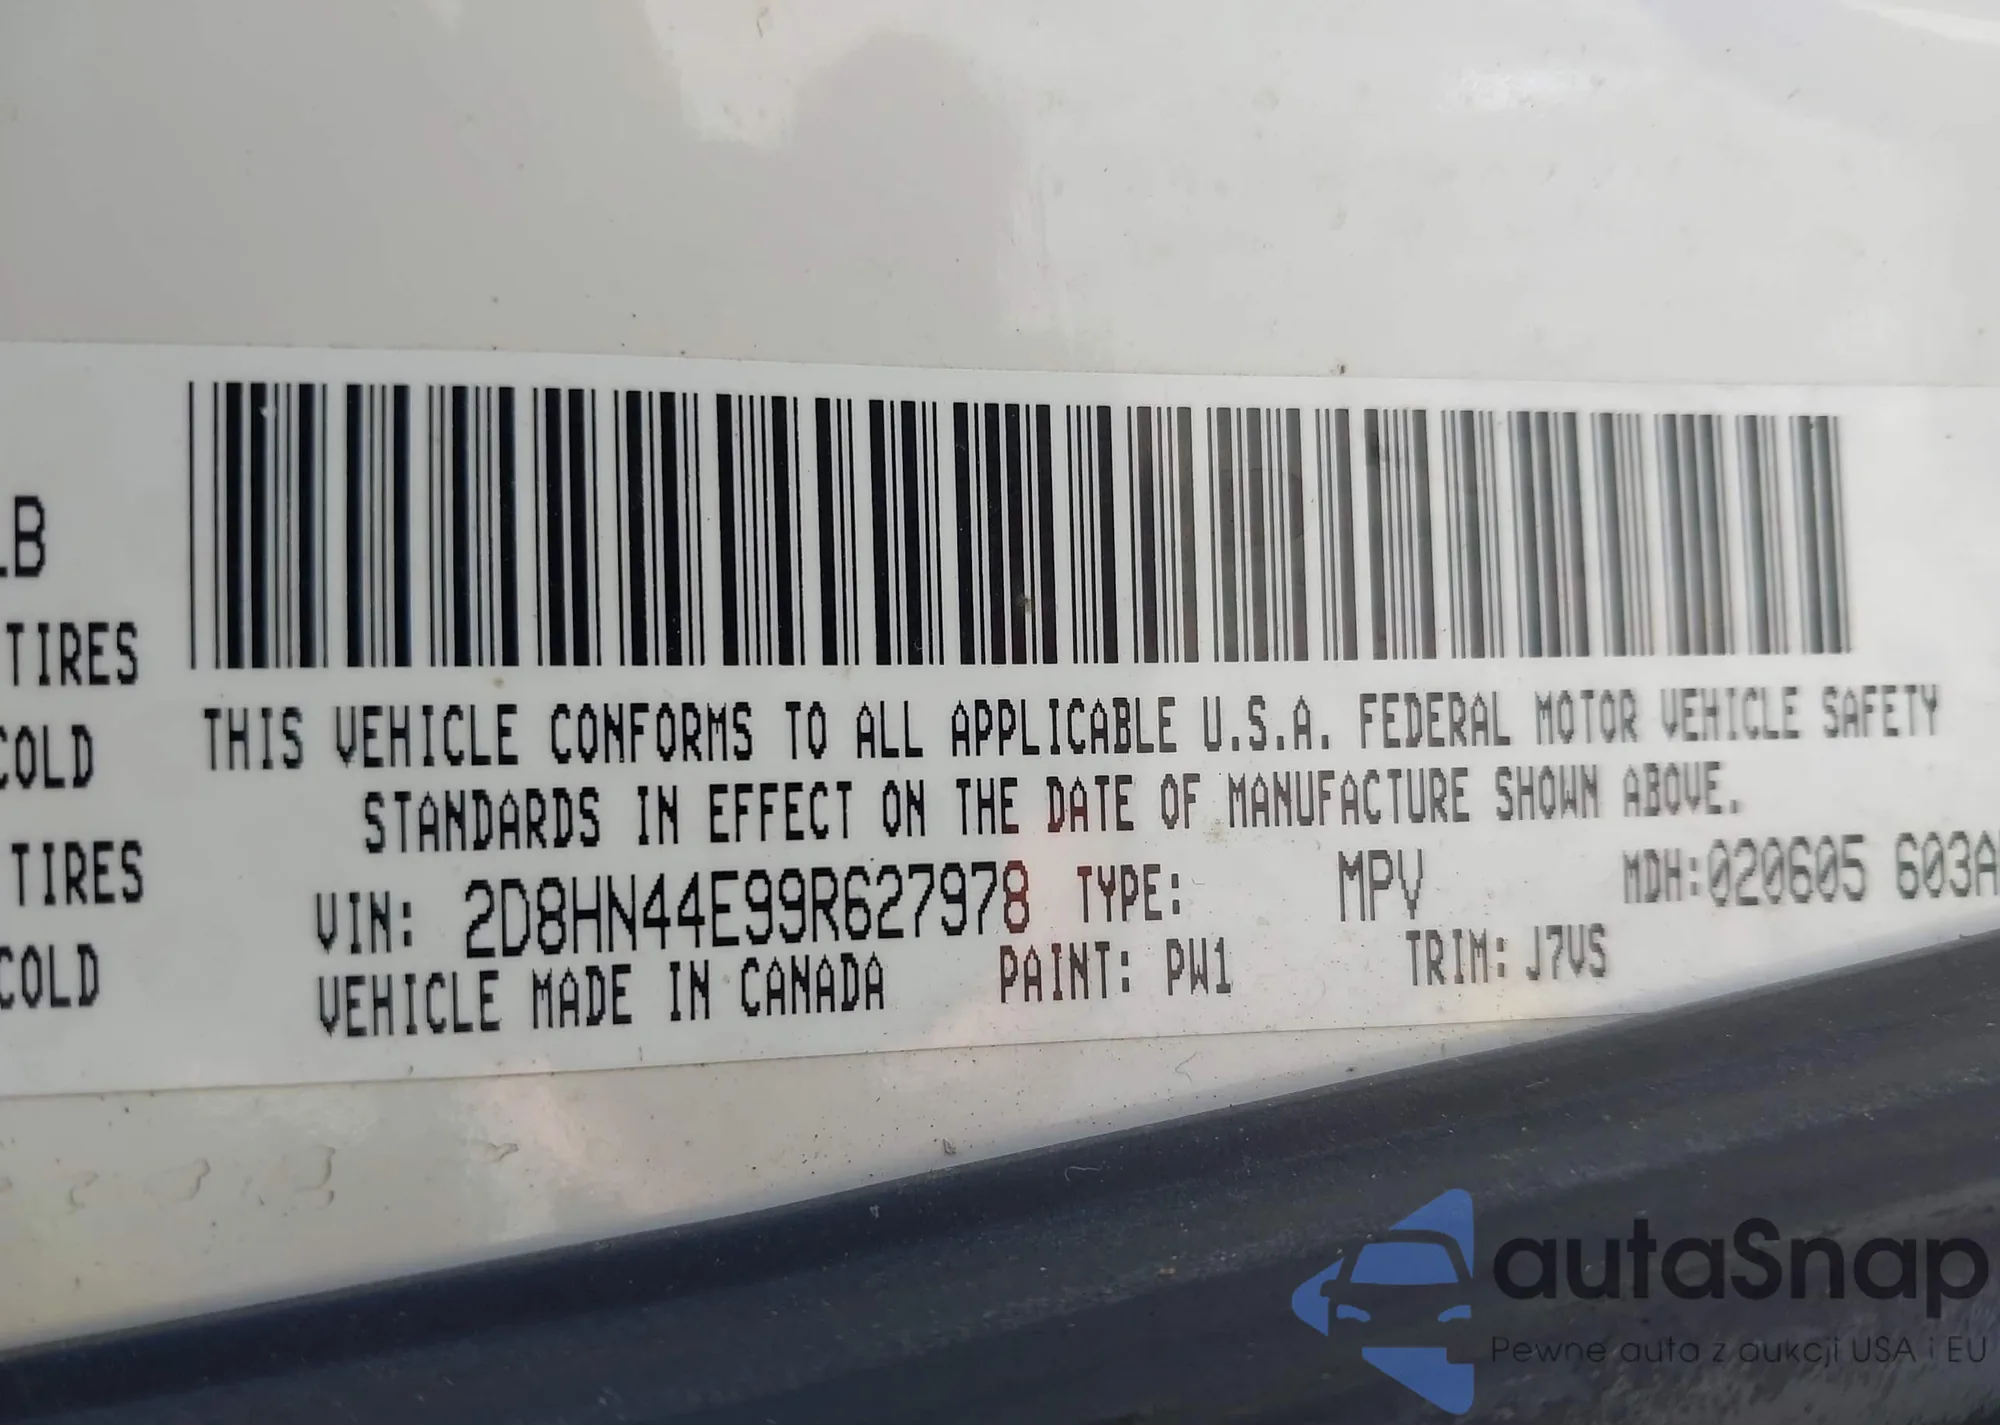 LB
TIRES
COLD
TIRES
COLD
THIS VEHICLE CONFORMS TO ALL APPLICABLE U.S.A. FEDERAL MOTOR VEHICLE SAFETY
STANDARDS IN EFFECT ON THE DATE OF MANUFACTURE SHOWN ABOVE.
VIN: 2D8HN44E99R627978 TYPE: MPV MDH:020605 603A
VEHICLE MADE IN CANADA PAINT: PW1 TRIM: J7VS
autaSnap
Pewne auta z aukcji USA i EU